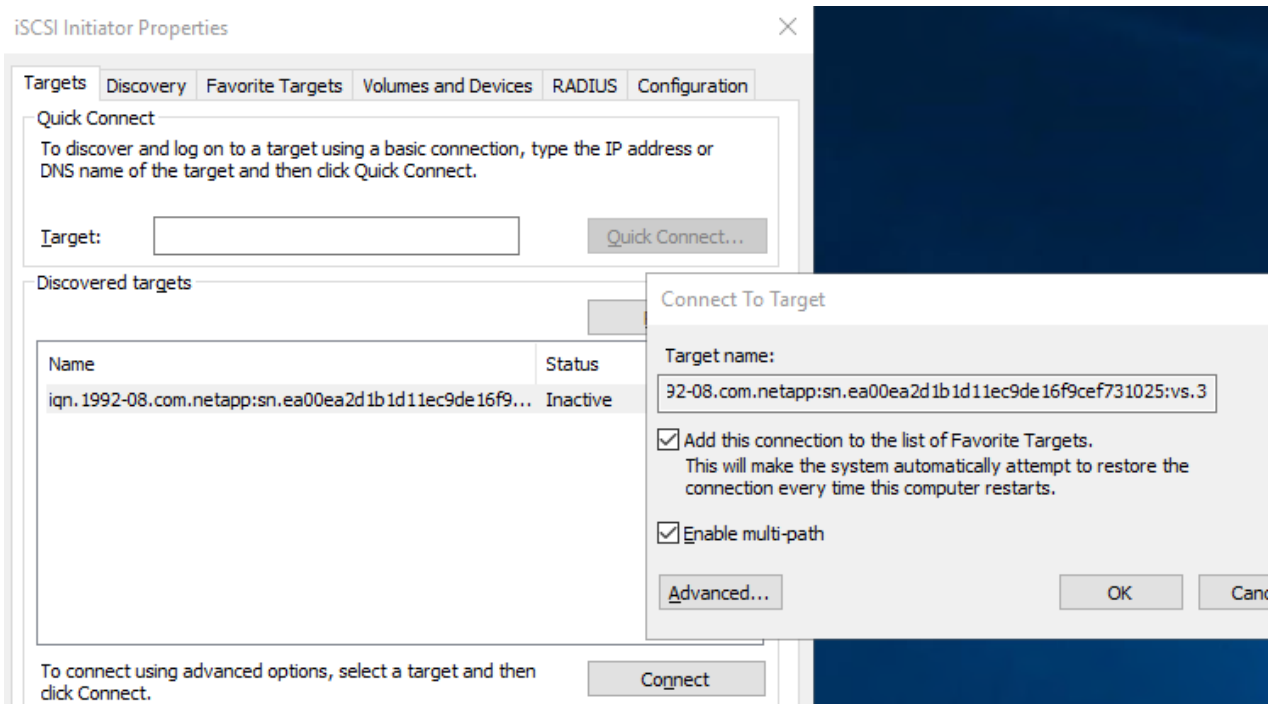 iSCSI Initiator Properties
Targets Discovery Favorite Targets Volumes and Devices RADIUS Configuration
Quick Connect
To discover and log on to a target using a basic connection, type the IP address or
DNS name of the target and then click Quick Connect.
Target:
Quick Connect...
Discovered targets
Name Status
iqn.1992-08.com.netapp:sn.ea00ea2d1b1d11ec9de16f9... Inactive
To connect using advanced options, select a target and then
click Connect.
Connect
Connect To Target
Target name:
92-08.com.netapp:sn.ea00ea2d1b1d11ec9de16f9cef731025:vs.3
Add this connection to the list of Favorite Targets.
This will make the system automatically attempt to restore the
connection every time this computer restarts.
Enable multi-path
Advanced... OK